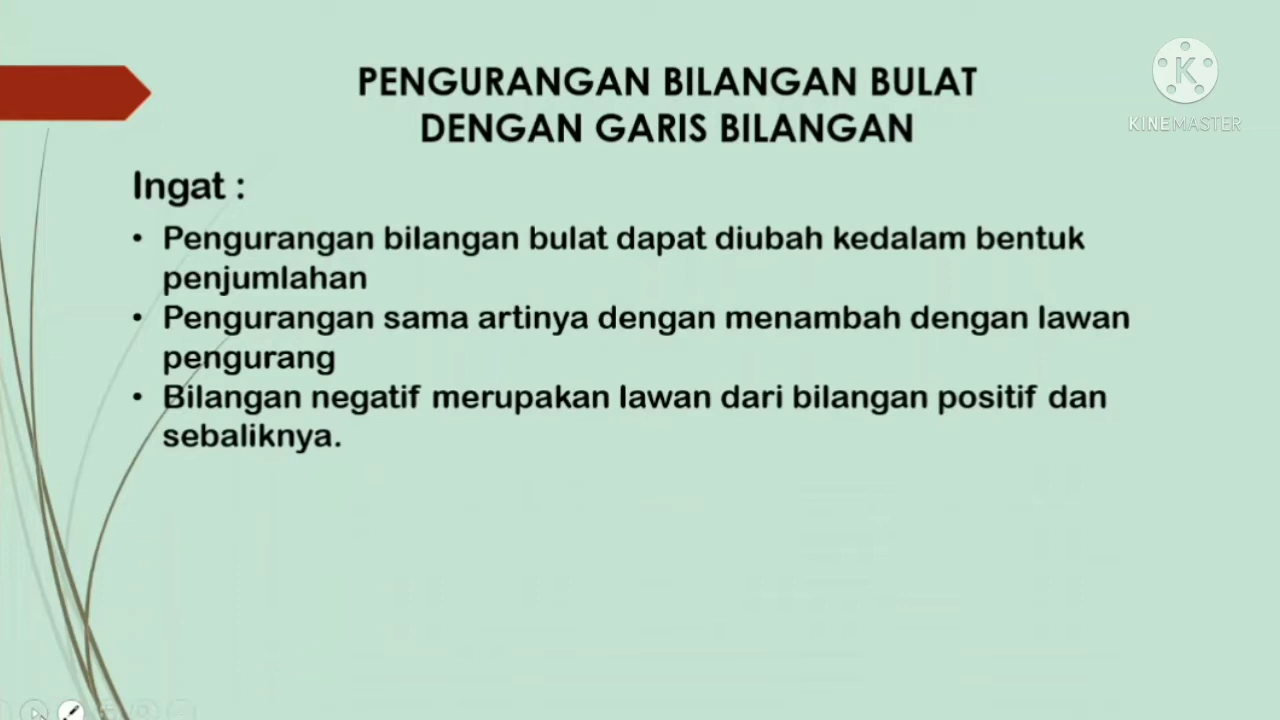 PENGURANGAN BILANGAN BULAT
DENGAN GARIS BILANGAN
KINEMASTER
Ingat :
• Pengurangan bilangan bulat dapat diubah kedalam bentuk
penjumlahan
• Pengurangan sama artinya dengan menambah dengan lawan
pengurang
• Bilangan negatif merupakan lawan dari bilangan positif dan
sebaliknya.